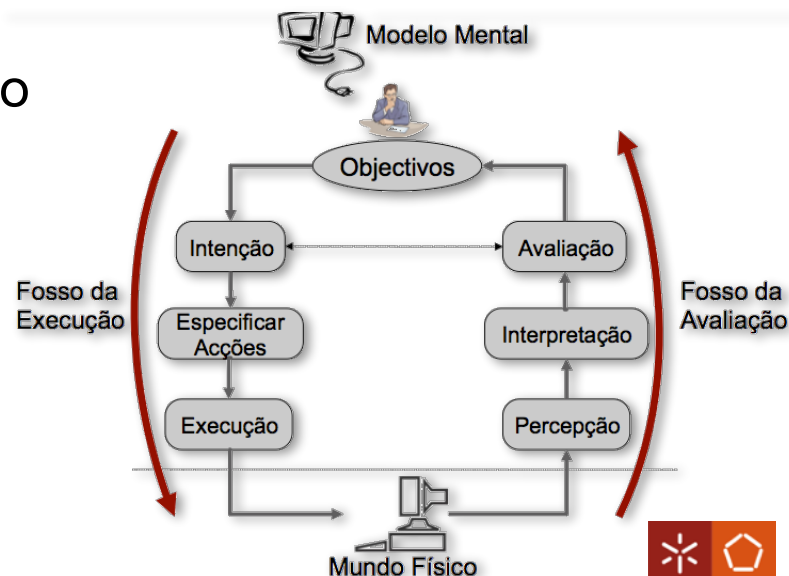 Modelo Mental
o
Objectivos
Intenção
Avaliação
Fosso da
Execução
Fosso da
Avaliação
Especificar
Acções
Interpretação
Execução
Percepção
Mundo Físico